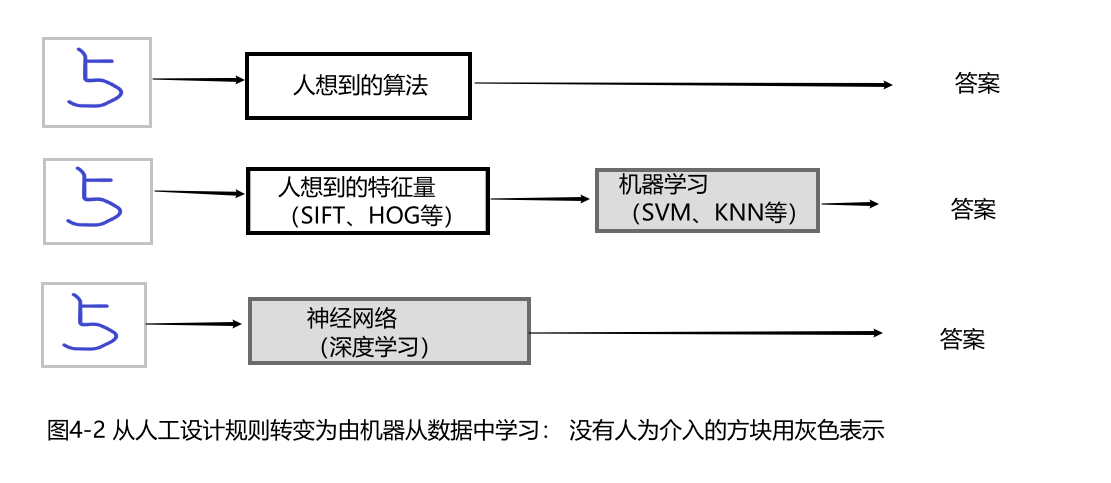 5
人想到的算法
答案
5
人想到的特征量
（SIFT、HOG等）
机器学习
（SVM、KNN等）
答案
5
神经网络
（深度学习）
答案
图4-2 从人工设计规则转变为由机器从数据中学习： 没有人为介入的方块用灰色表示